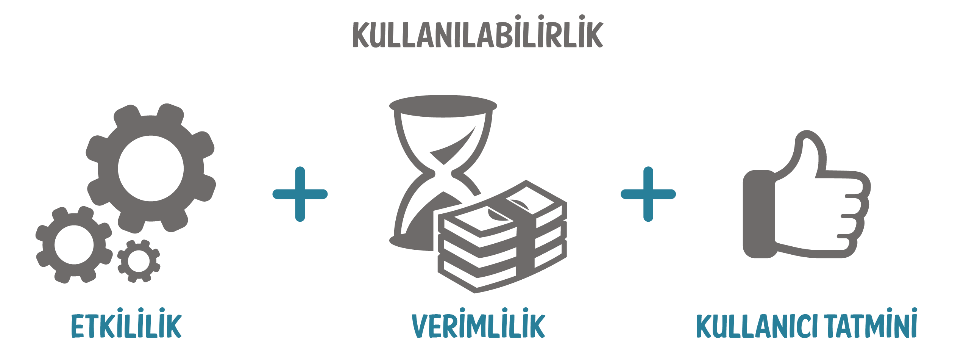 KULLANILABİLİRLİK
+ +
ETKİLİLİK
VERİMLİLİK
KULLANICI TATMİNİ